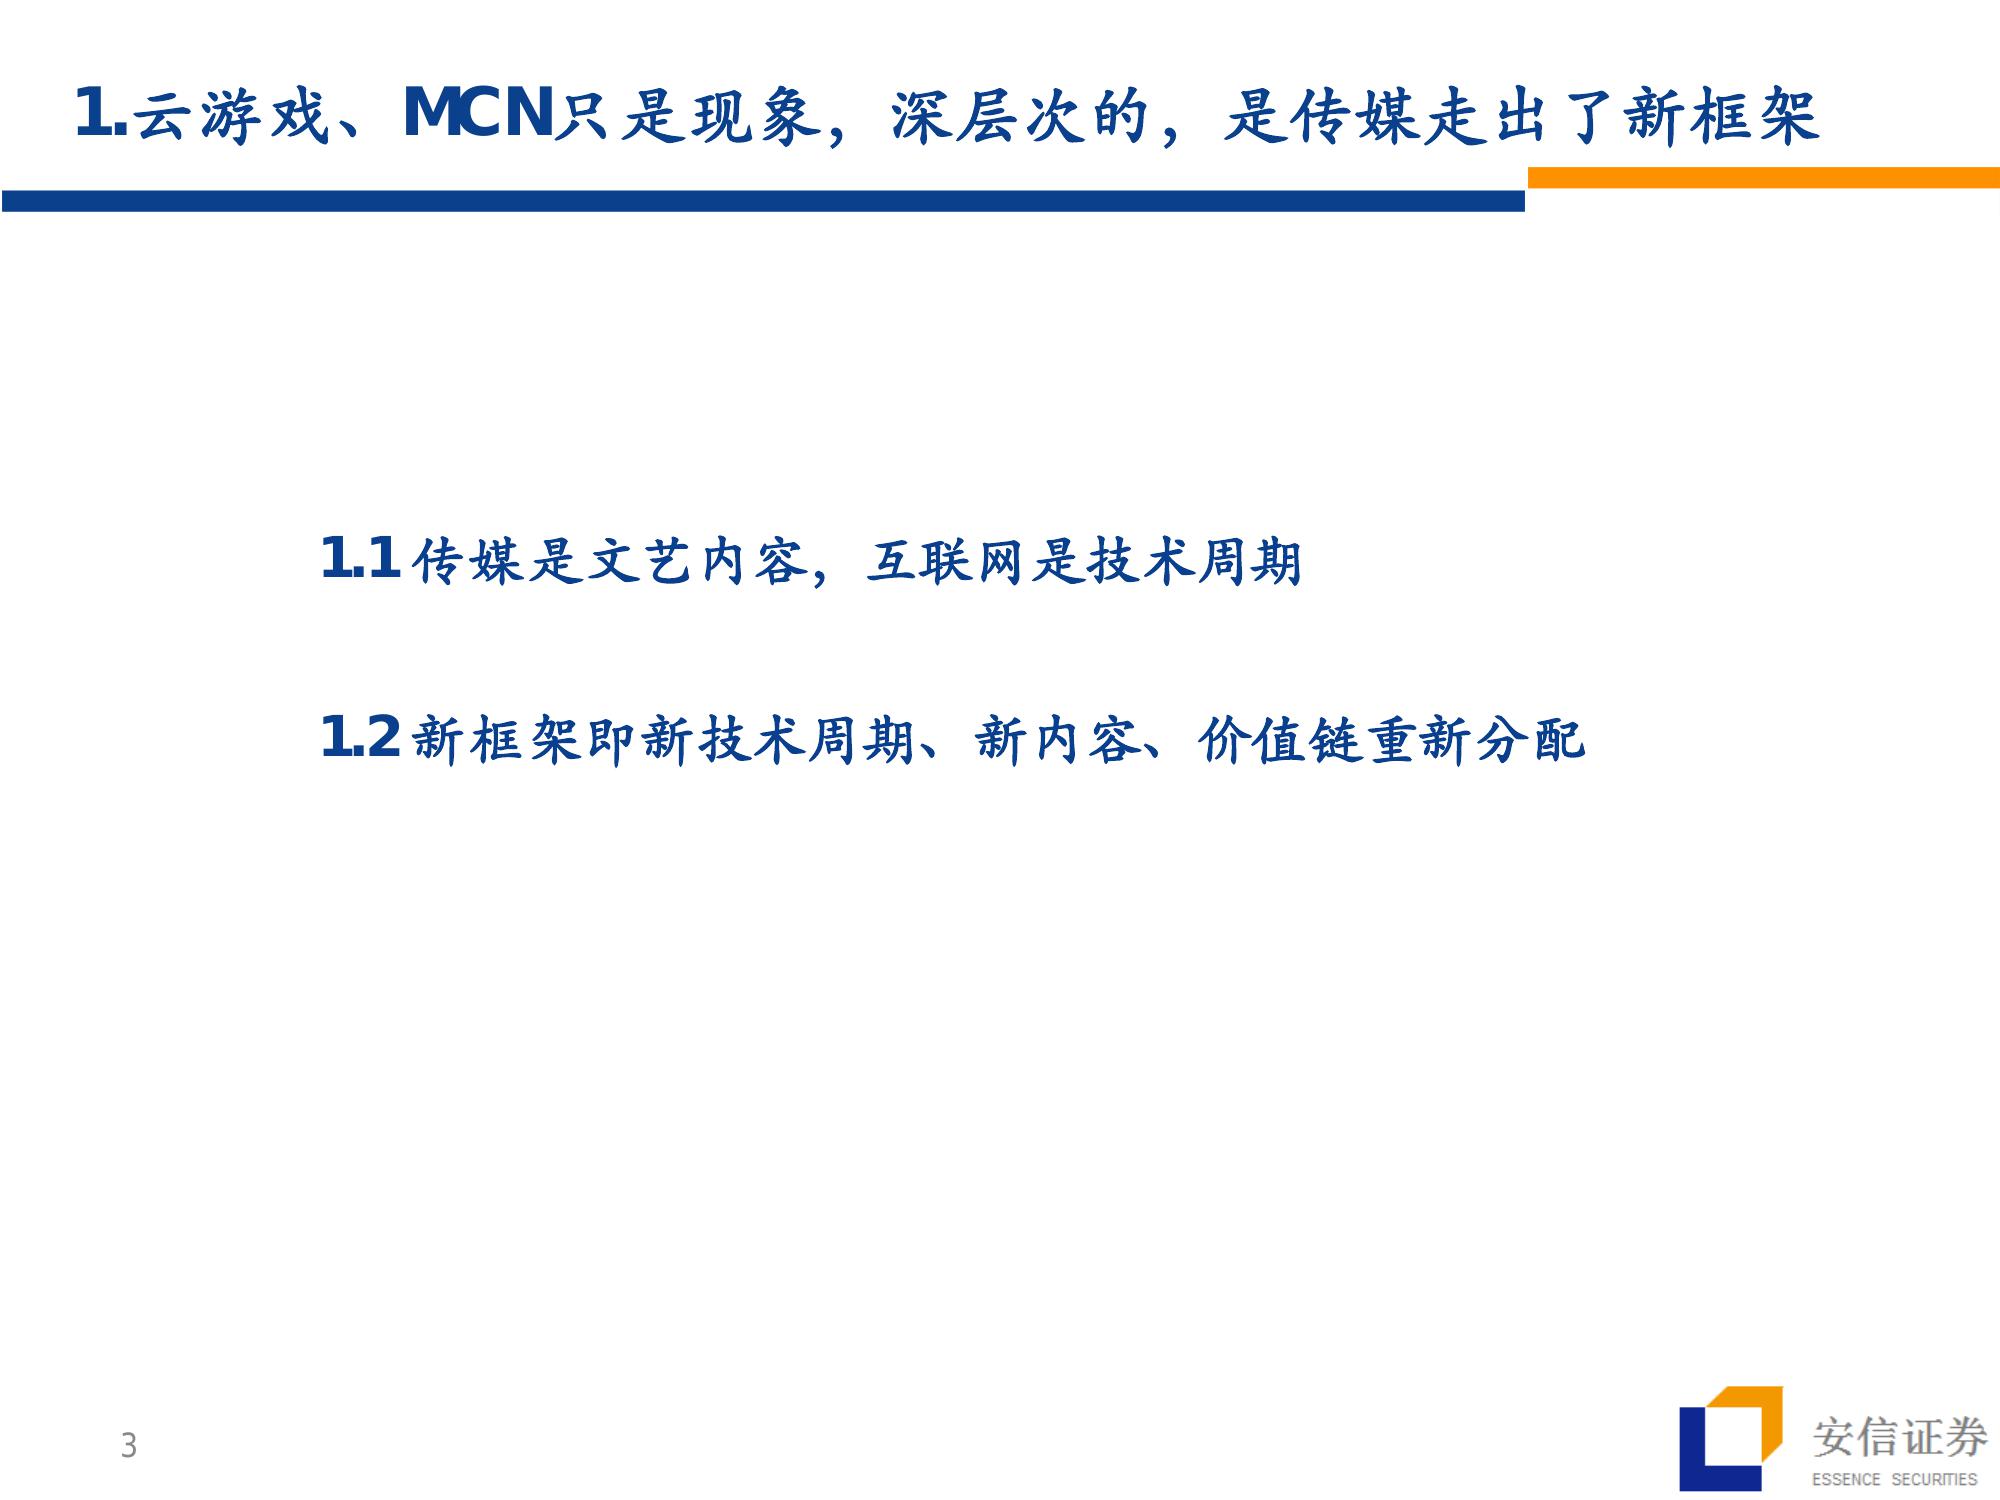 1.云游戏、MCN只是现象，深层次的，是传媒走出了新框架
1.1传媒是文艺内容，互联网是技术周期
1.2新框架即新技术周期、新内容、价值链重新分配
3
安信证券
ESSENCE SECURITIES